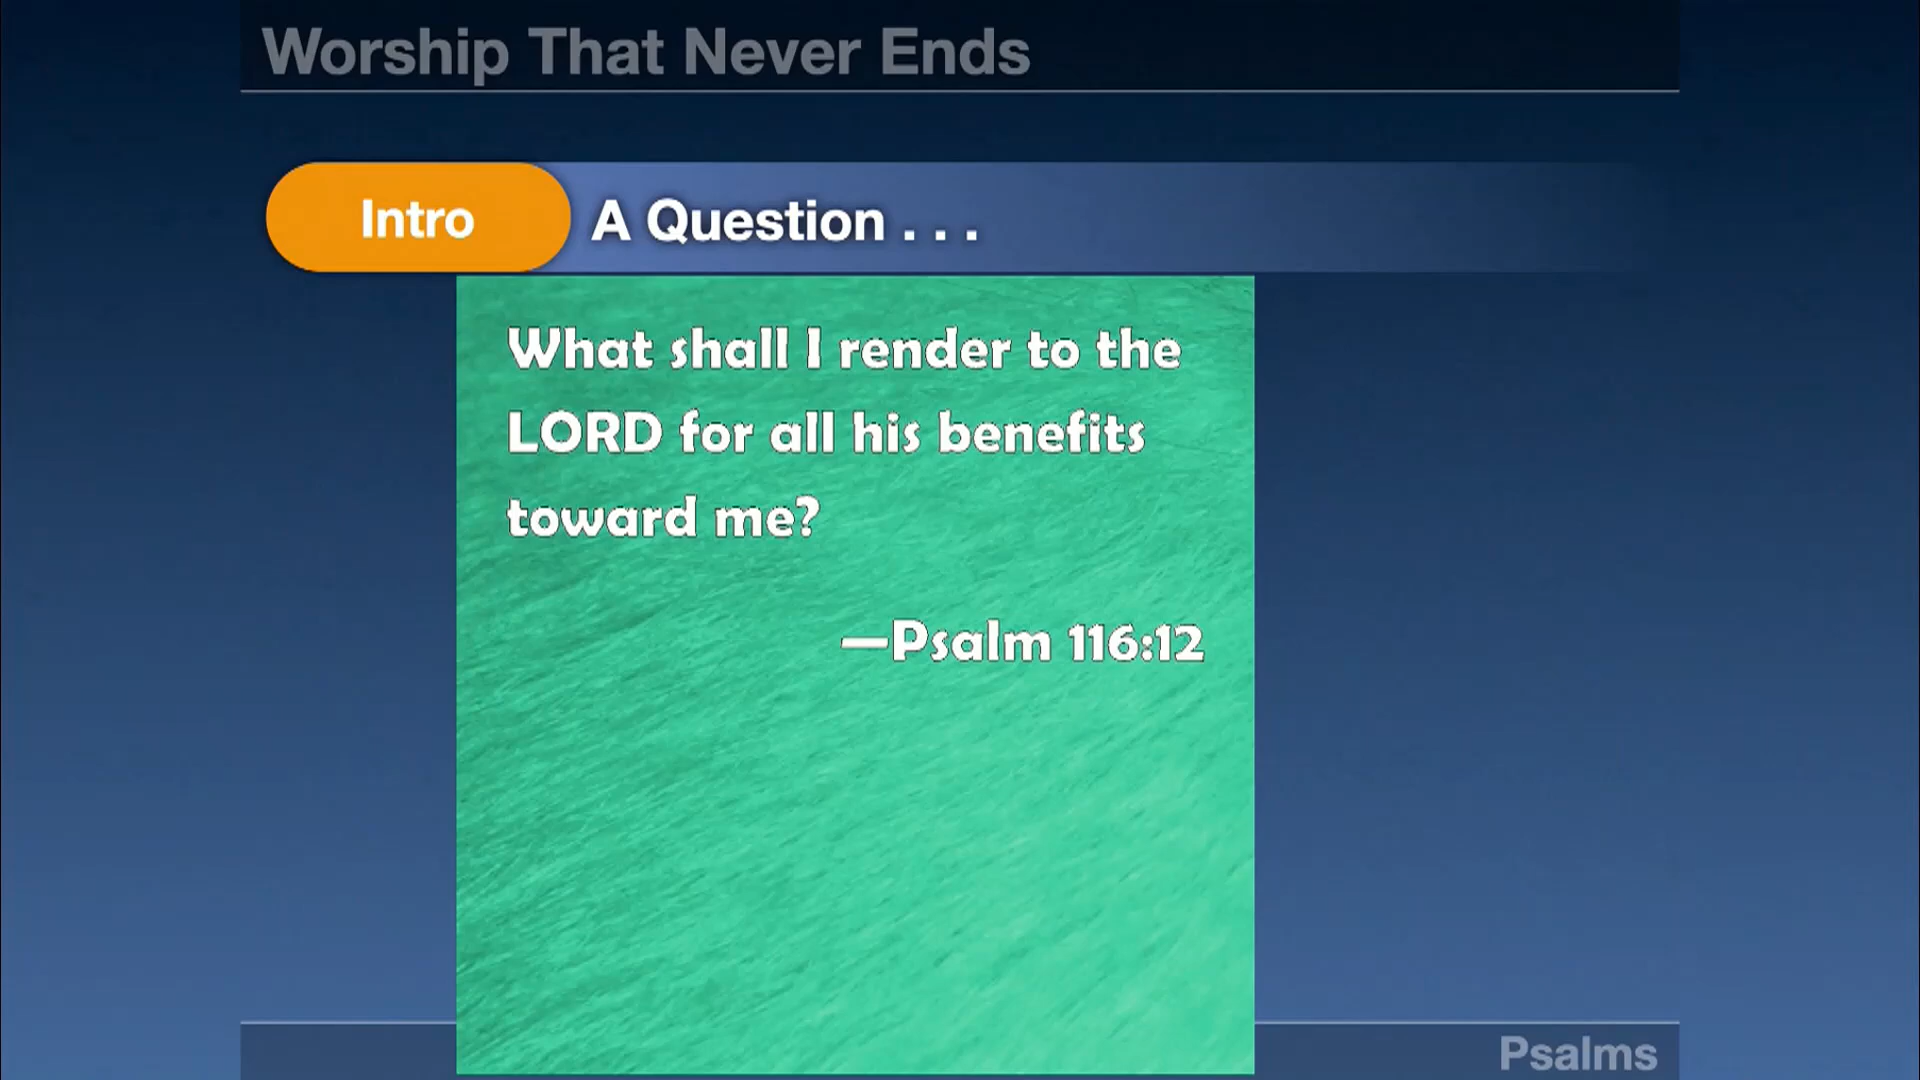 Worship That Never Ends
Intro
A Question . . .
What shall I render to the
LORD for all his benefits
toward me?
—Psalm 116:12
Psalms